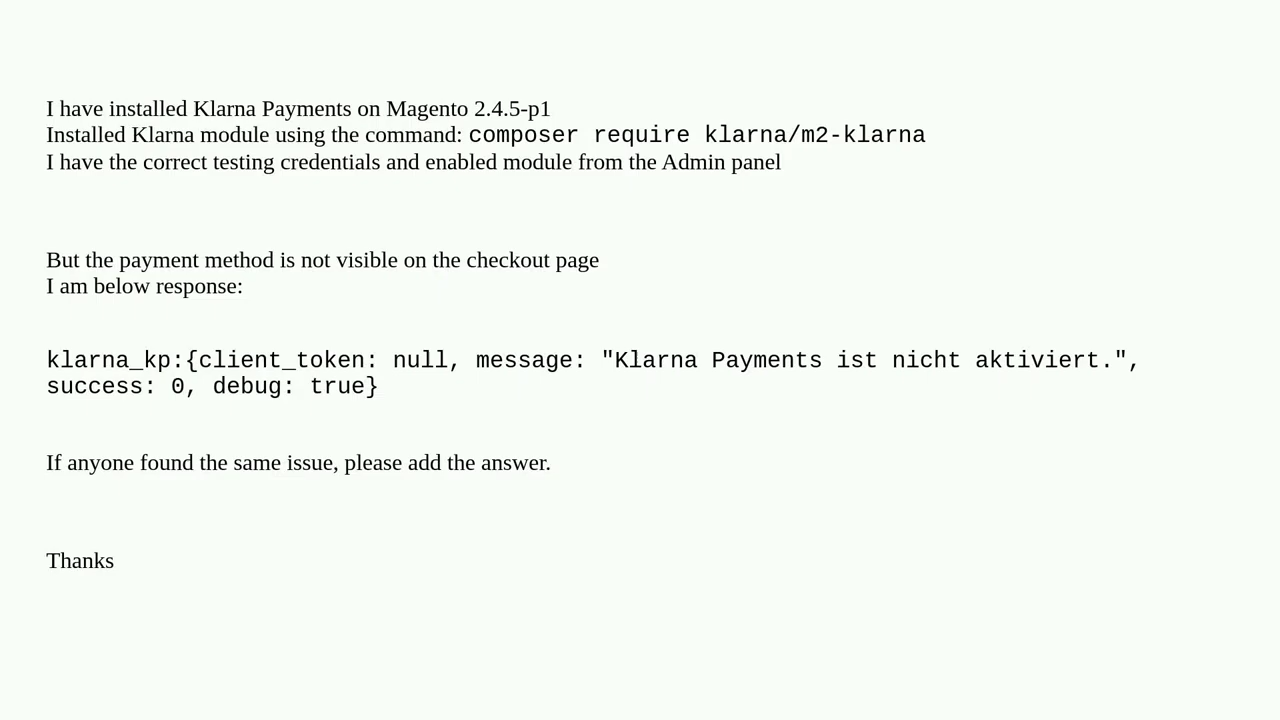 I have installed Klarna Payments on Magento 2.4.5-p1
Installed Klarna module using the command: composer require klarna/m2-klarna
I have the correct testing credentials and enabled module from the Admin panel
But the payment method is not visible on the checkout page
I am below response:
klarna_kp:{client_token: null, message: "Klarna Payments ist nicht aktiviert.",
success: 0, debug: true}
If anyone found the same issue, please add the answer.
Thanks